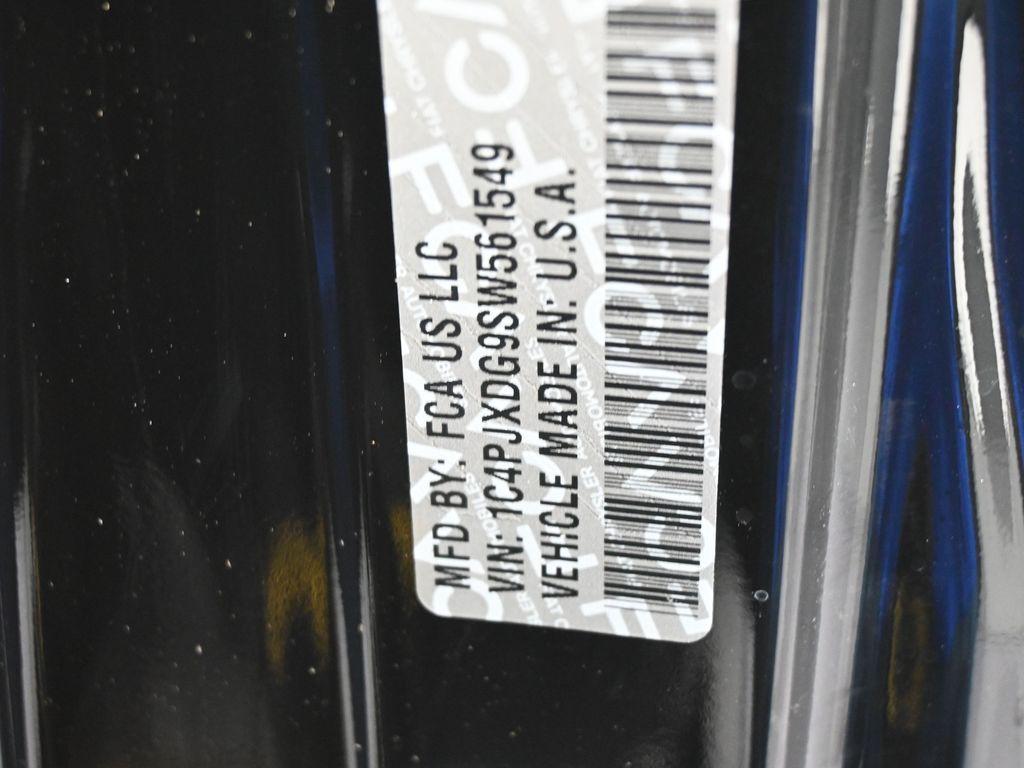 MFD BY: FCA US LLC
VIN: 1C4PJXDG9SW561549
VEHICLE MADE IN: U.S.A.